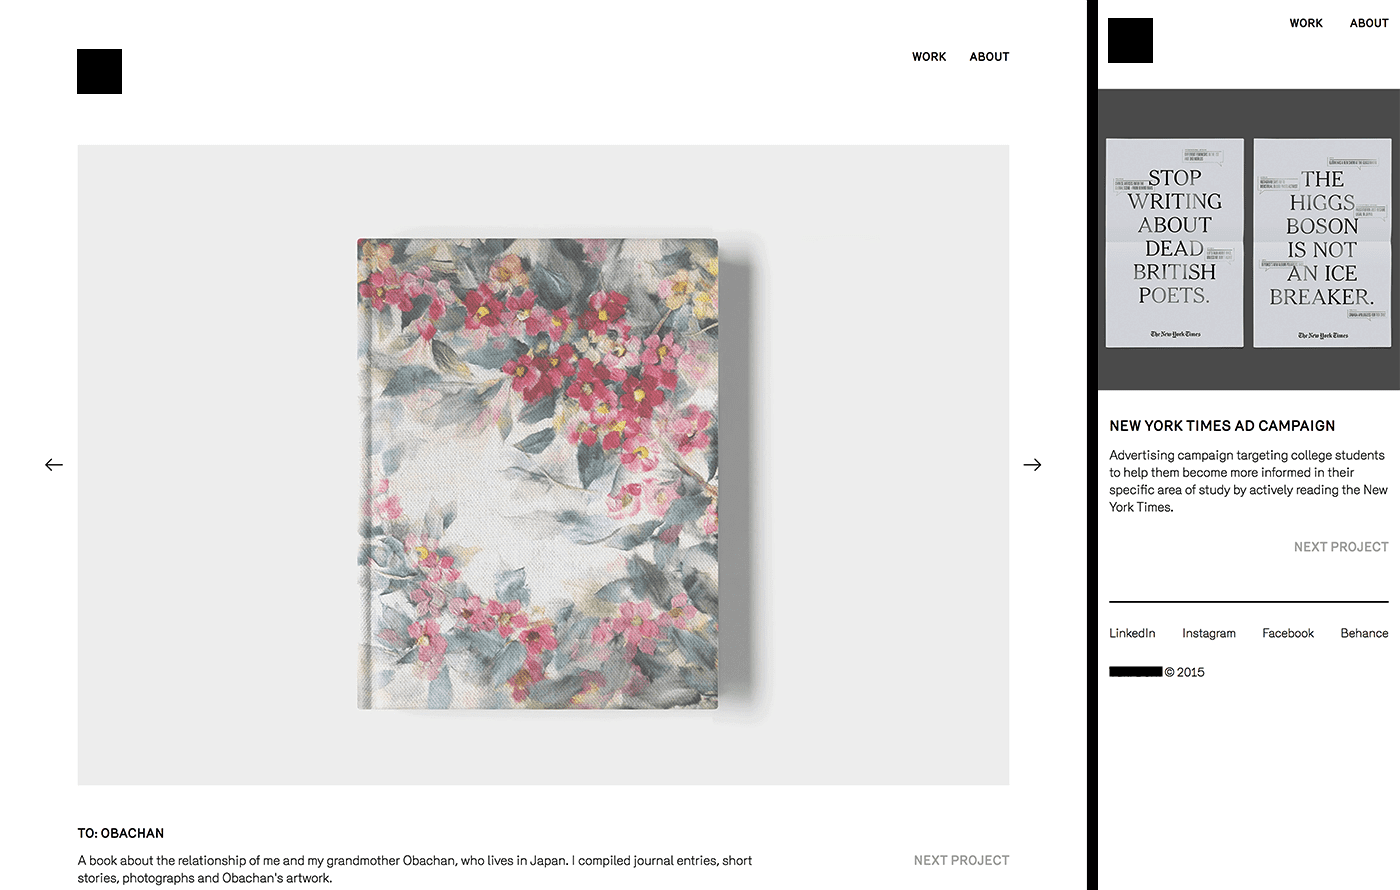 WORK ABOUT
TO: OBACHAN
A book about the relationship of me and my grandmother Obachan, who lives in Japan. I compiled journal entries, short
stories, photographs and Obachan's artwork.
NEXT PROJECT
WORK ABOUT
STOP
WRITING
ABOUT
DEAD
BRITISH
POETS.
The New York Times
THE
HIGGS
BOSON
IS NOT
AN ICE
BREAKER.
The New York Times
NEW YORK TIMES AD CAMPAIGN
Advertising campaign targeting college students
to help them become more informed in their
specific area of study by actively reading the New
York Times.
NEXT PROJECT
LinkedIn Instagram Facebook Behance
© 2015